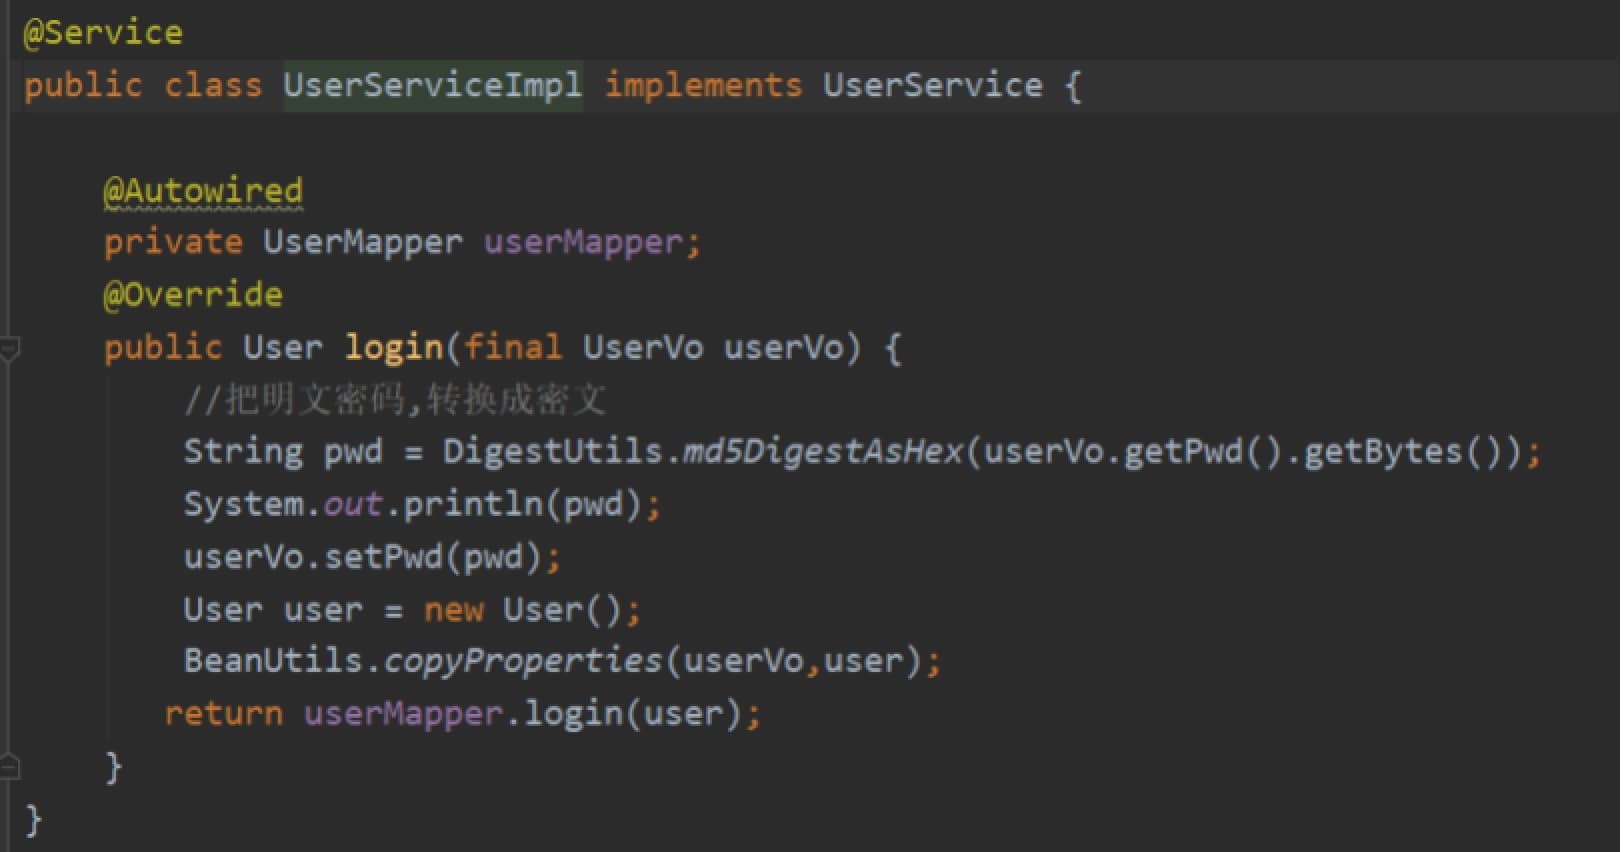 @Service
public class UserServiceImpl implements UserService {
@Autowired
private UserMapper userMapper;
@Override
public User login(final UserVo userVo) {
//把明文密码,转换成密文
String pwd = DigestUtils.md5DigestAsHex(userVo.getPwd().getBytes());
System.out.println(pwd);
userVo.setPwd(pwd);
User user = new User();
BeanUtils.copyProperties(userVo,user);
return userMapper.login(user);
}
}